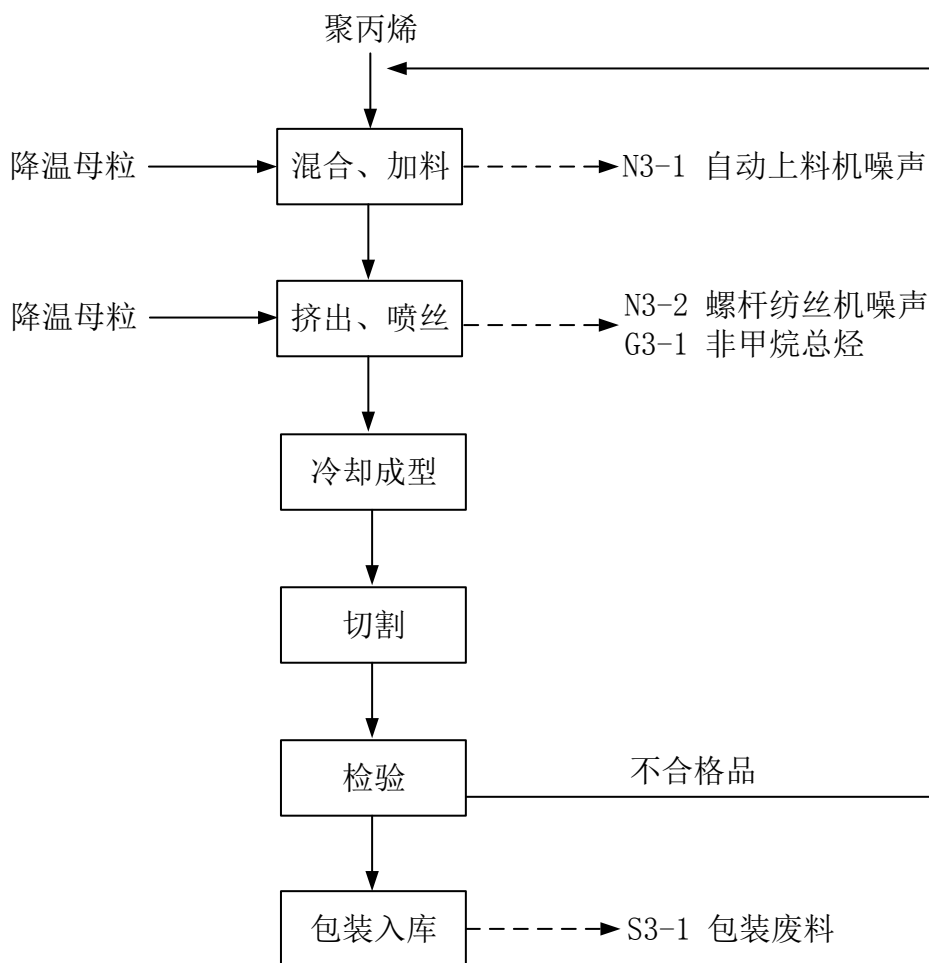 聚丙烯
降温母粒
混合、加料
N3-1 自动上料机噪声
降温母粒
挤出、喷丝
N3-2 螺杆纺丝机噪声
G3-1 非甲烷总烃
冷却成型
切割
检验
不合格品
包装入库
S3-1 包装废料